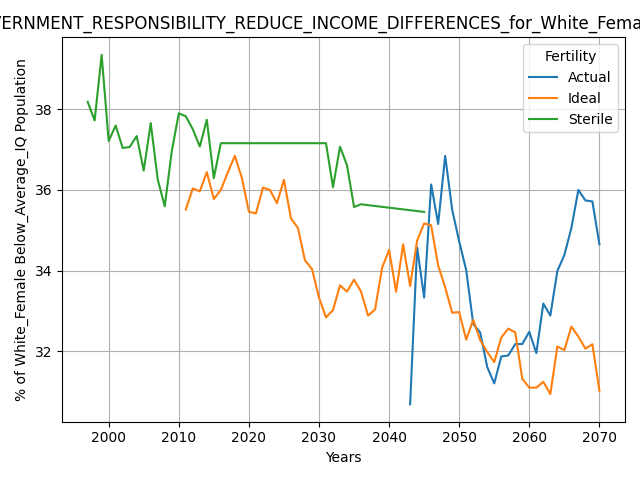 VERNMENT_RESPONSIBILITY_REDUCE_INCOME_DIFFERENCES_for_White_Fema
% of White_Female Below_Average_IQ Population
38
36
34
32
Fertility
Actual
Ideal
Sterile
2000 2010 2020 2030 2040 2050 2060 2070
Years